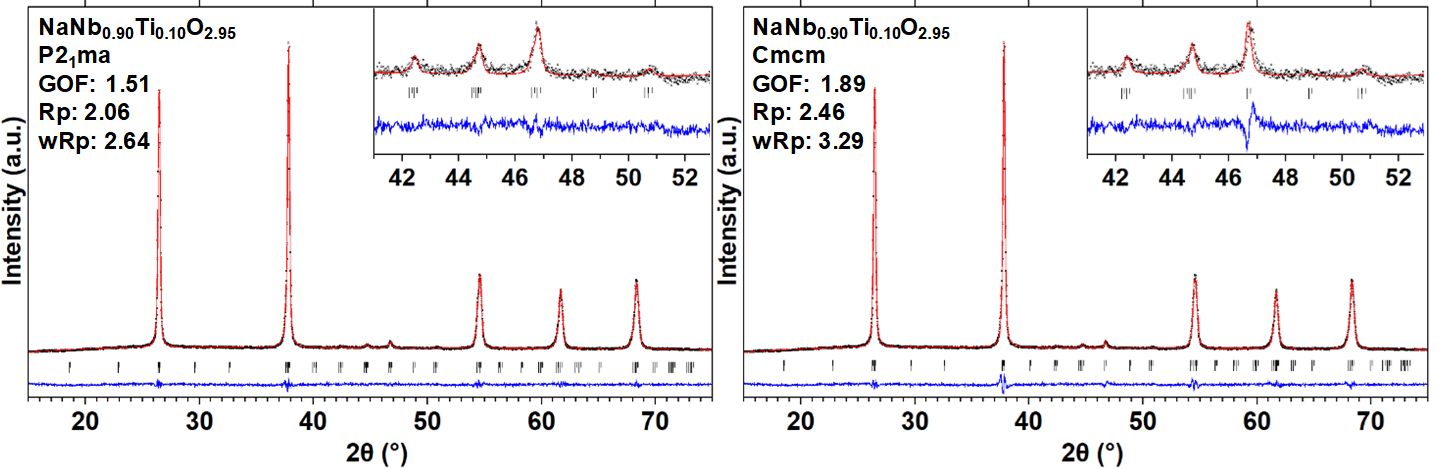 NaNb0.90Ti0.10O2.95
P21ma
GOF: 1.51
Rp: 2.06
wRp: 2.64
42 44 46 48 50 52
Intensity (a.u.)
20 30 40 50 60 70
2θ (°)
NaNb0.90Ti0.10O2.95
Cmcm
GOF: 1.89
Rp: 2.46
wRp: 3.29
42 44 46 48 50 52
Intensity (a.u.)
20 30 40 50 60 70
2θ (°)